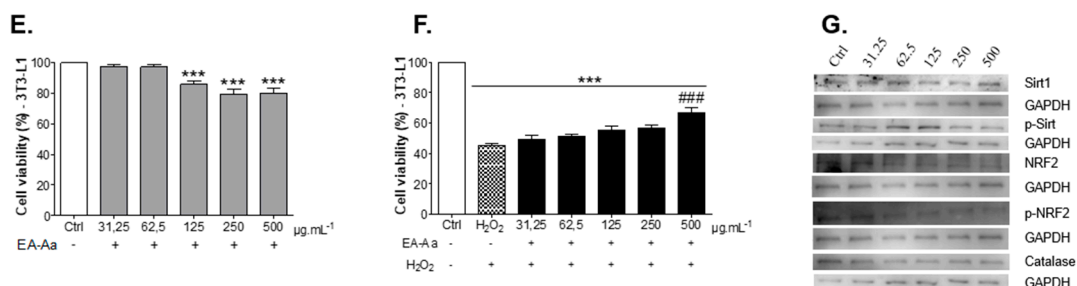 E.
Cell viability (%) - 3T3-L1
100
80
60
40
20
0
*** *** ***
Ctrl 31,25 62,5 125 250 500 µg.mL⁻¹
EA-Aa - + + + + +
F.
Cell viability (%) - 3T3-L1
100
80
60
40
20
0
***
###
Ctrl H₂O₂ 31,25 62,5 125 250 500 µg.mL⁻¹
EA-Aa - - + + + + +
H₂O₂ - + + + + + +
G.
Ctrl 31.25 62.5 125 250 500
Sirt1
GAPDH
p-Sirt
GAPDH
NRF2
GAPDH
p-NRF2
GAPDH
Catalase
GAPDH